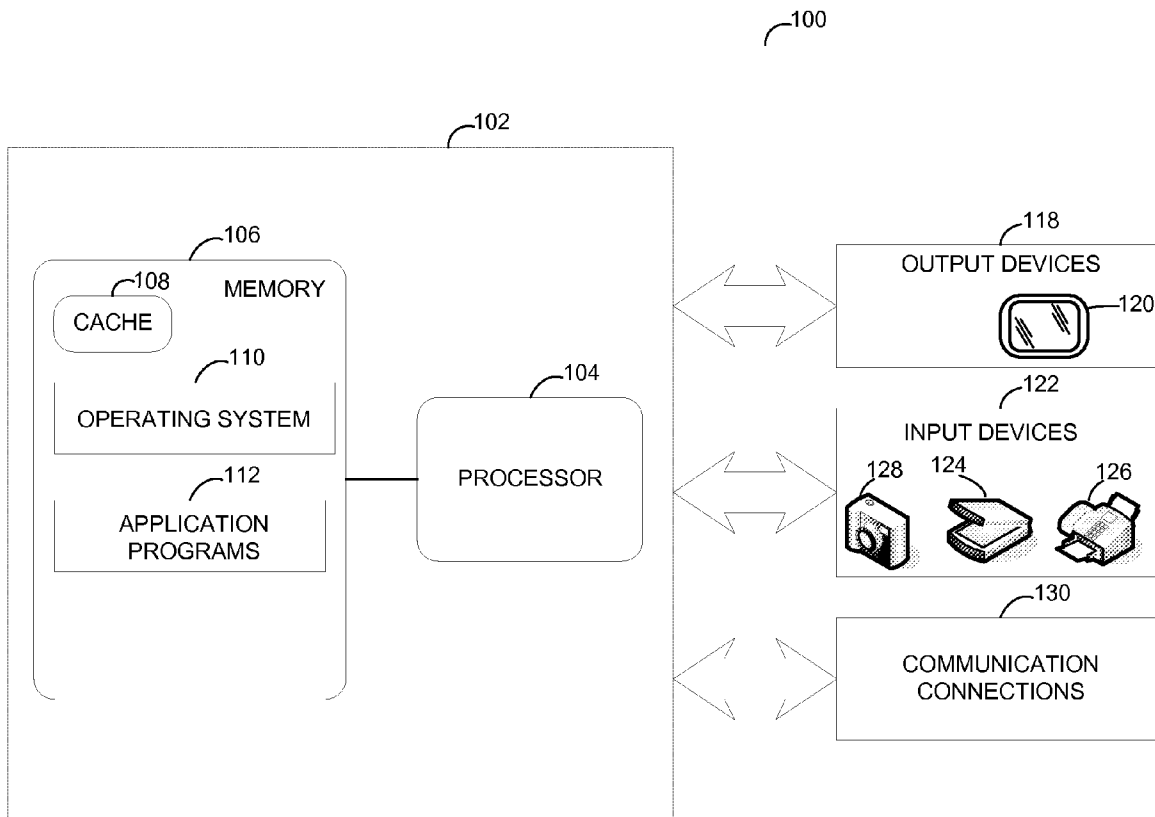 100
102
106
108
MEMORY
CACHE
110
OPERATING SYSTEM
112
APPLICATION
PROGRAMS
104
PROCESSOR
118
OUTPUT DEVICES
120
122
INPUT DEVICES
128
124
126
130
COMMUNICATION
CONNECTIONS